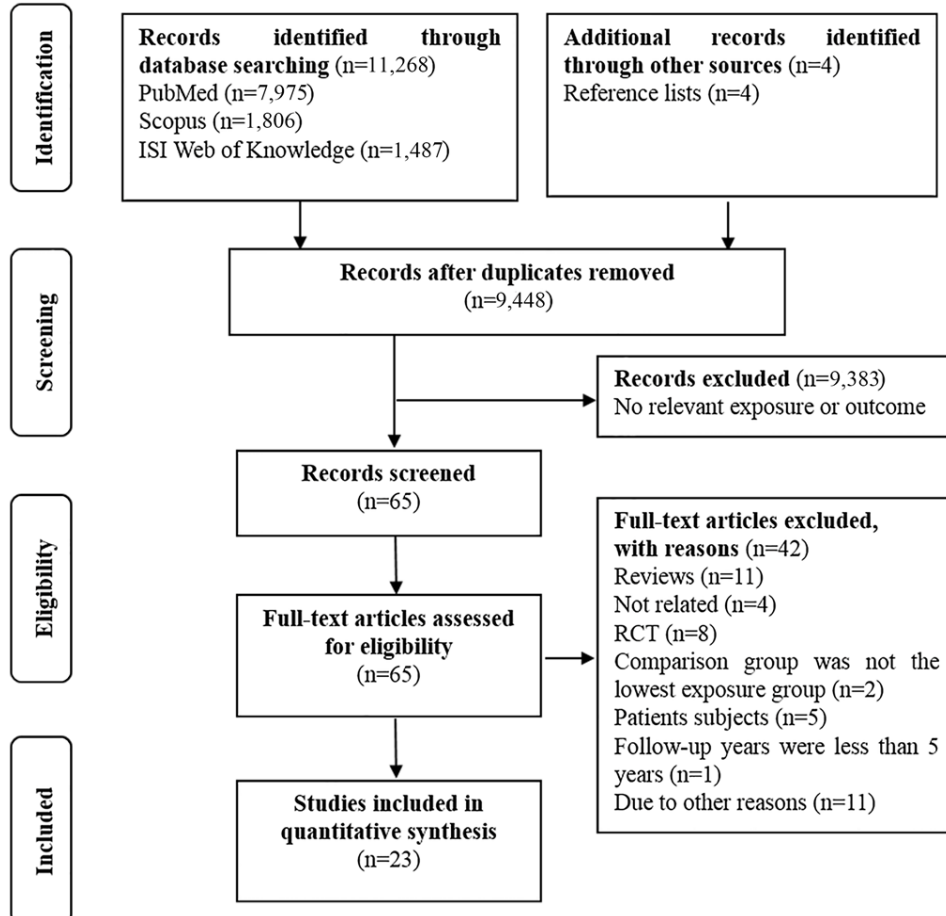 Identification
Records identified through
database searching (n=11,268)
PubMed (n=7,975)
Scopus (n=1,806)
ISI Web of Knowledge (n=1,487)
Additional records identified
through other sources (n=4)
Reference lists (n=4)
Screening
Records after duplicates removed
(n=9,448)
Records excluded (n=9,383)
No relevant exposure or outcome
Records screened
(n=65)
Eligibility
Full-text articles assessed
for eligibility
(n=65)
Full-text articles excluded,
with reasons (n=42)
Reviews (n=11)
Not related (n=4)
RCT (n=8)
Comparison group was not the
lowest exposure group (n=2)
Patients subjects (n=5)
Follow-up years were less than 5
years (n=1)
Due to other reasons (n=11)
Included
Studies included in
quantitative synthesis
(n=23)